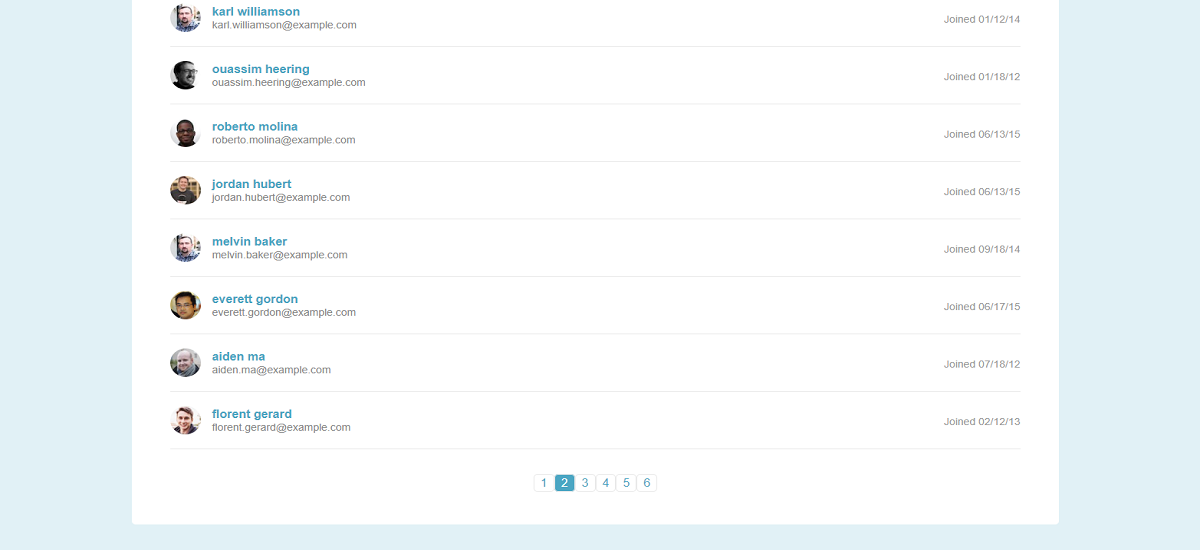 karl williamson
karl.williamson@example.com
Joined 01/12/14
ouassim heering
ouassim.heering@example.com
Joined 01/18/12
roberto molina
roberto.molina@example.com
Joined 06/13/15
jordan hubert
jordan.hubert@example.com
Joined 06/13/15
melvin baker
melvin.baker@example.com
Joined 09/18/14
everett gordon
everett.gordon@example.com
Joined 06/17/15
aiden ma
aiden.ma@example.com
Joined 07/18/12
florent gerard
florent.gerard@example.com
Joined 02/12/13
1 2 3 4 5 6